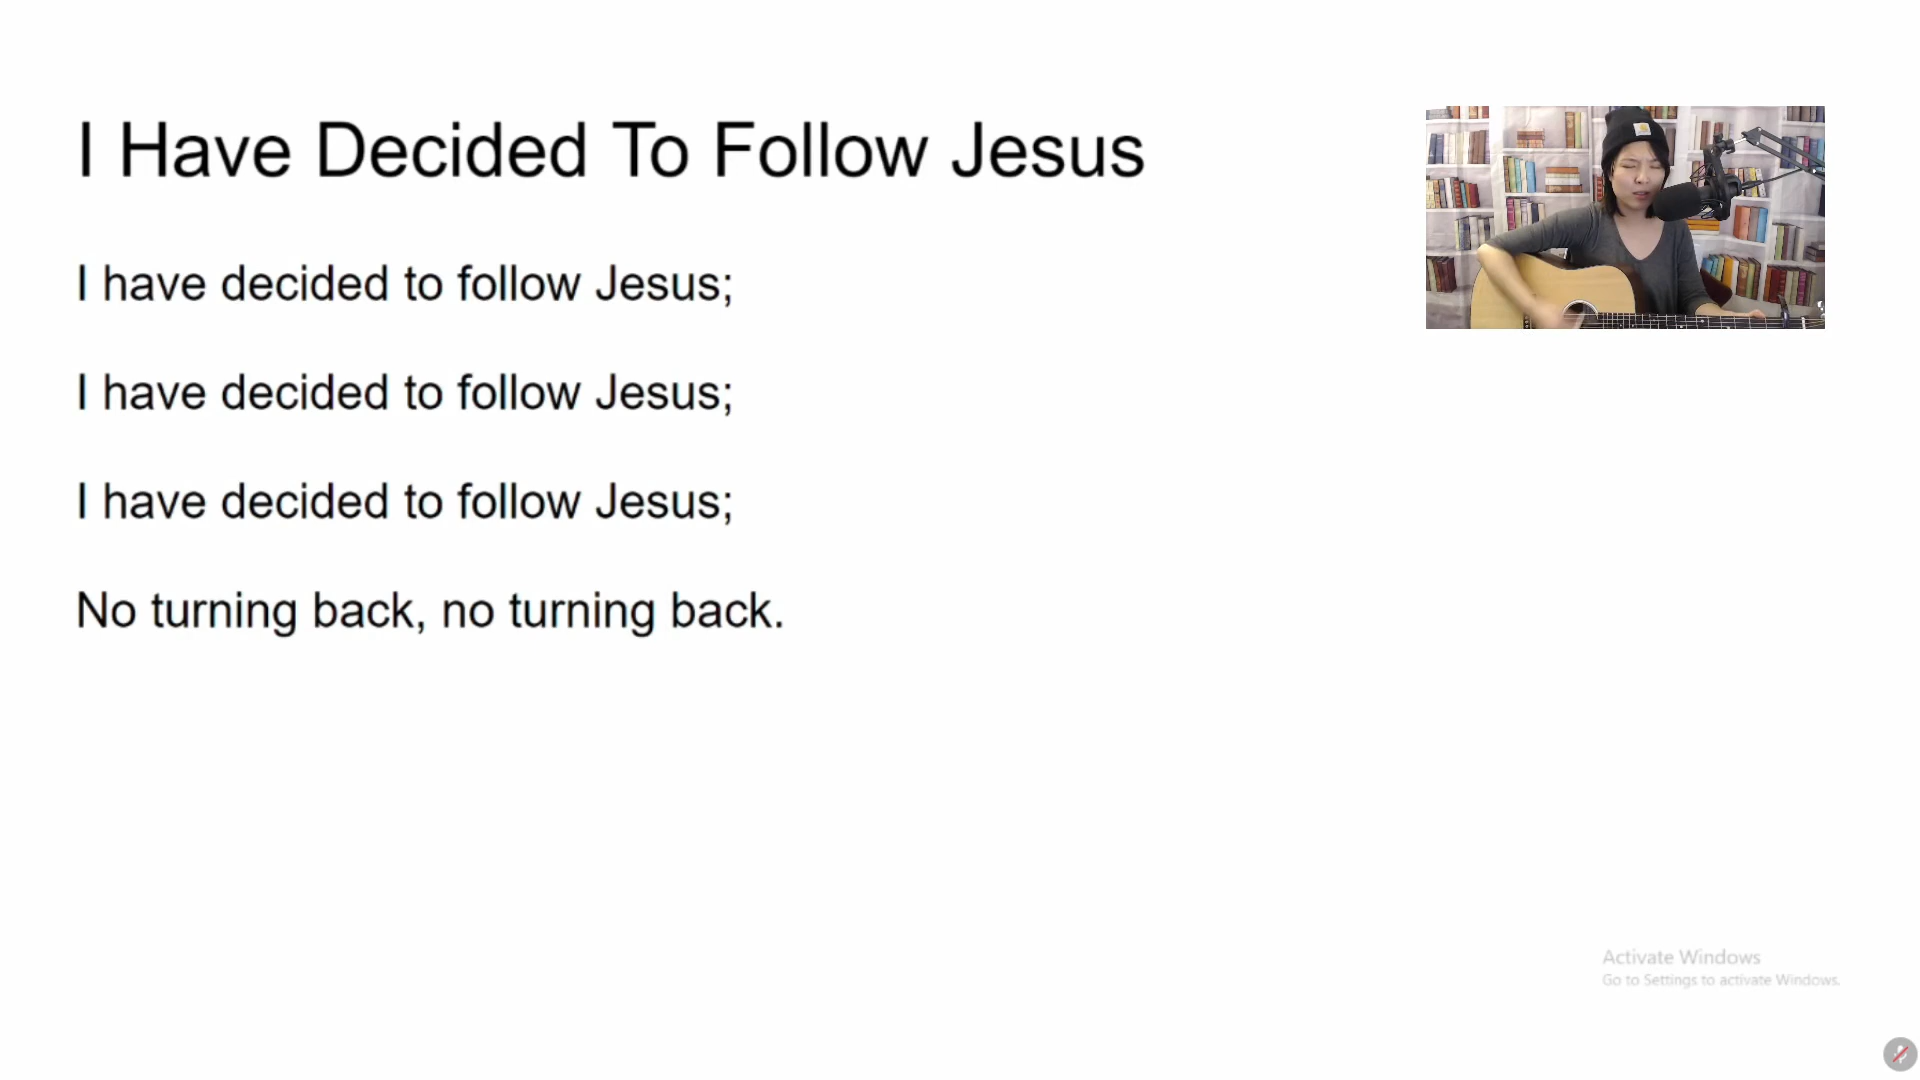 I Have Decided To Follow Jesus
I have decided to follow Jesus;
I have decided to follow Jesus;
I have decided to follow Jesus;
No turning back, no turning back.
Activate Windows
Go to Settings to activate Windows.